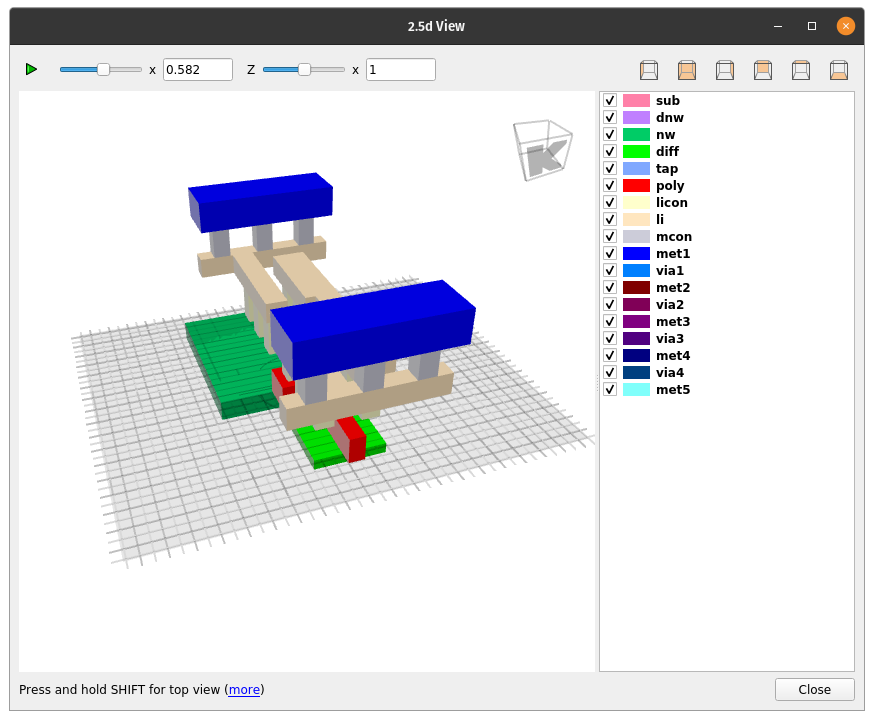 2.5d View
x 0.582 Z x 1
sub
dnw
nw
diff
tap
poly
licon
li
mcon
met1
via1
met2
via2
met3
via3
met4
via4
met5
K
Press and hold SHIFT for top view (more)
Close